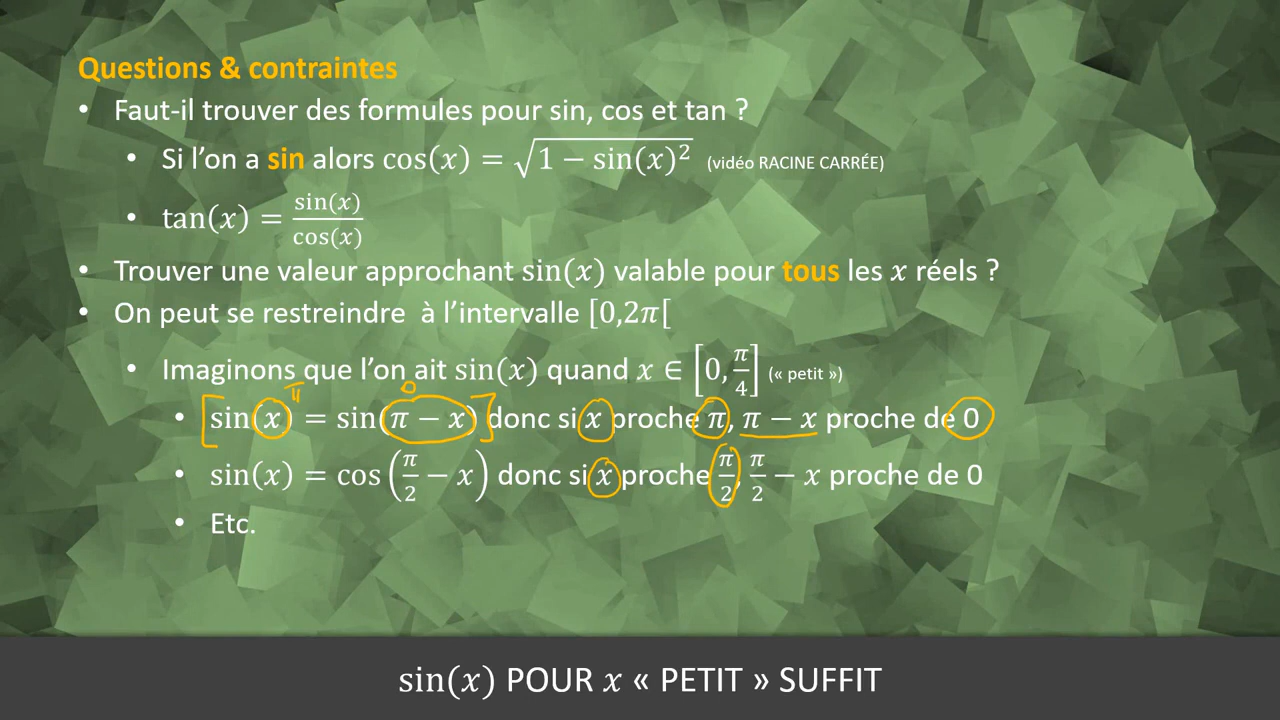 Questions & contraintes
• Faut-il trouver des formules pour sin, cos et tan ?
• Si l'on a sin alors cos(x) = √(1 − sin(x)²) (vidéo RACINE CARRÉE)
• tan(x) = sin(x)/cos(x)
• Trouver une valeur approchant sin(x) valable pour tous les x réels ?
• On peut se restreindre à l'intervalle [0,2π[
• Imaginons que l'on ait sin(x) quand x ∈ [0, π/4] (« petit »)
π 0
• [sin(x) = sin(π − x)] donc si x proche π, π − x proche de 0
• sin(x) = cos(π/2 − x) donc si x proche π/2, π/2 − x proche de 0
• Etc.
sin(x) POUR x « PETIT » SUFFIT